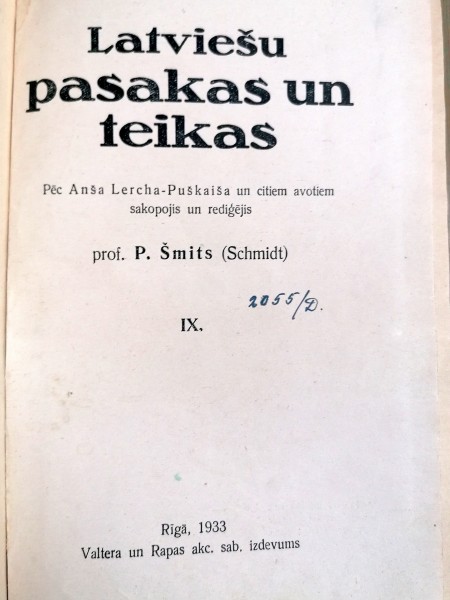 Latviešu
pasakas un
teikas
Pēc Anša Lercha-Puškaiša un citiem avotiem
sakopojis un rediģējis
prof. P. Šmits (Schmidt)
2055/D.
IX.
Rīgā, 1933
Valtera un Rapas akc. sab. izdevums